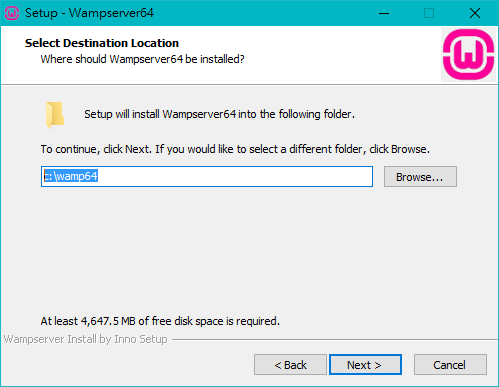 Setup - Wampserver64
Select Destination Location
Where should Wampserver64 be installed?
Setup will install Wampserver64 into the following folder.
To continue, click Next. If you would like to select a different folder, click Browse.
c:\wamp64
Browse...
At least 4,647.5 MB of free disk space is required.
Wampserver Install by Inno Setup
< Back
Next >
Cancel